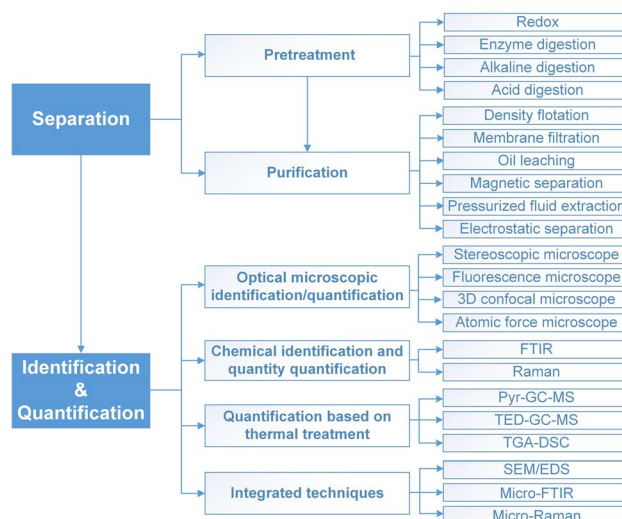 Separation
Pretreatment
Redox
Enzyme digestion
Alkaline digestion
Acid digestion
Purification
Density flotation
Membrane filtration
Oil leaching
Magnetic separation
Pressurized fluid extraction
Electrostatic separation
Identification
&
Quantification
Optical microscopic
identification/quantification
Stereoscopic microscope
Fluorescence microscope
3D confocal microscope
Atomic force microscope
Chemical identification and
quantity quantification
FTIR
Raman
Quantification based on
thermal treatment
Pyr-GC-MS
TED-GC-MS
TGA-DSC
Integrated techniques
SEM/EDS
Micro-FTIR
Micro-Raman